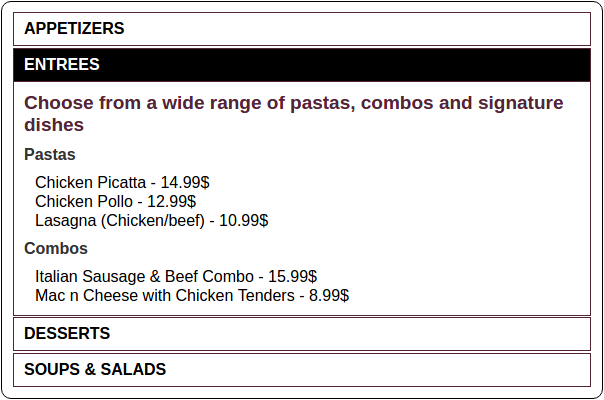 APPETIZERS
ENTREES
Choose from a wide range of pastas, combos and signature
dishes
Pastas
Chicken Picatta - 14.99$
Chicken Pollo - 12.99$
Lasagna (Chicken/beef) - 10.99$
Combos
Italian Sausage & Beef Combo - 15.99$
Mac n Cheese with Chicken Tenders - 8.99$
DESSERTS
SOUPS & SALADS